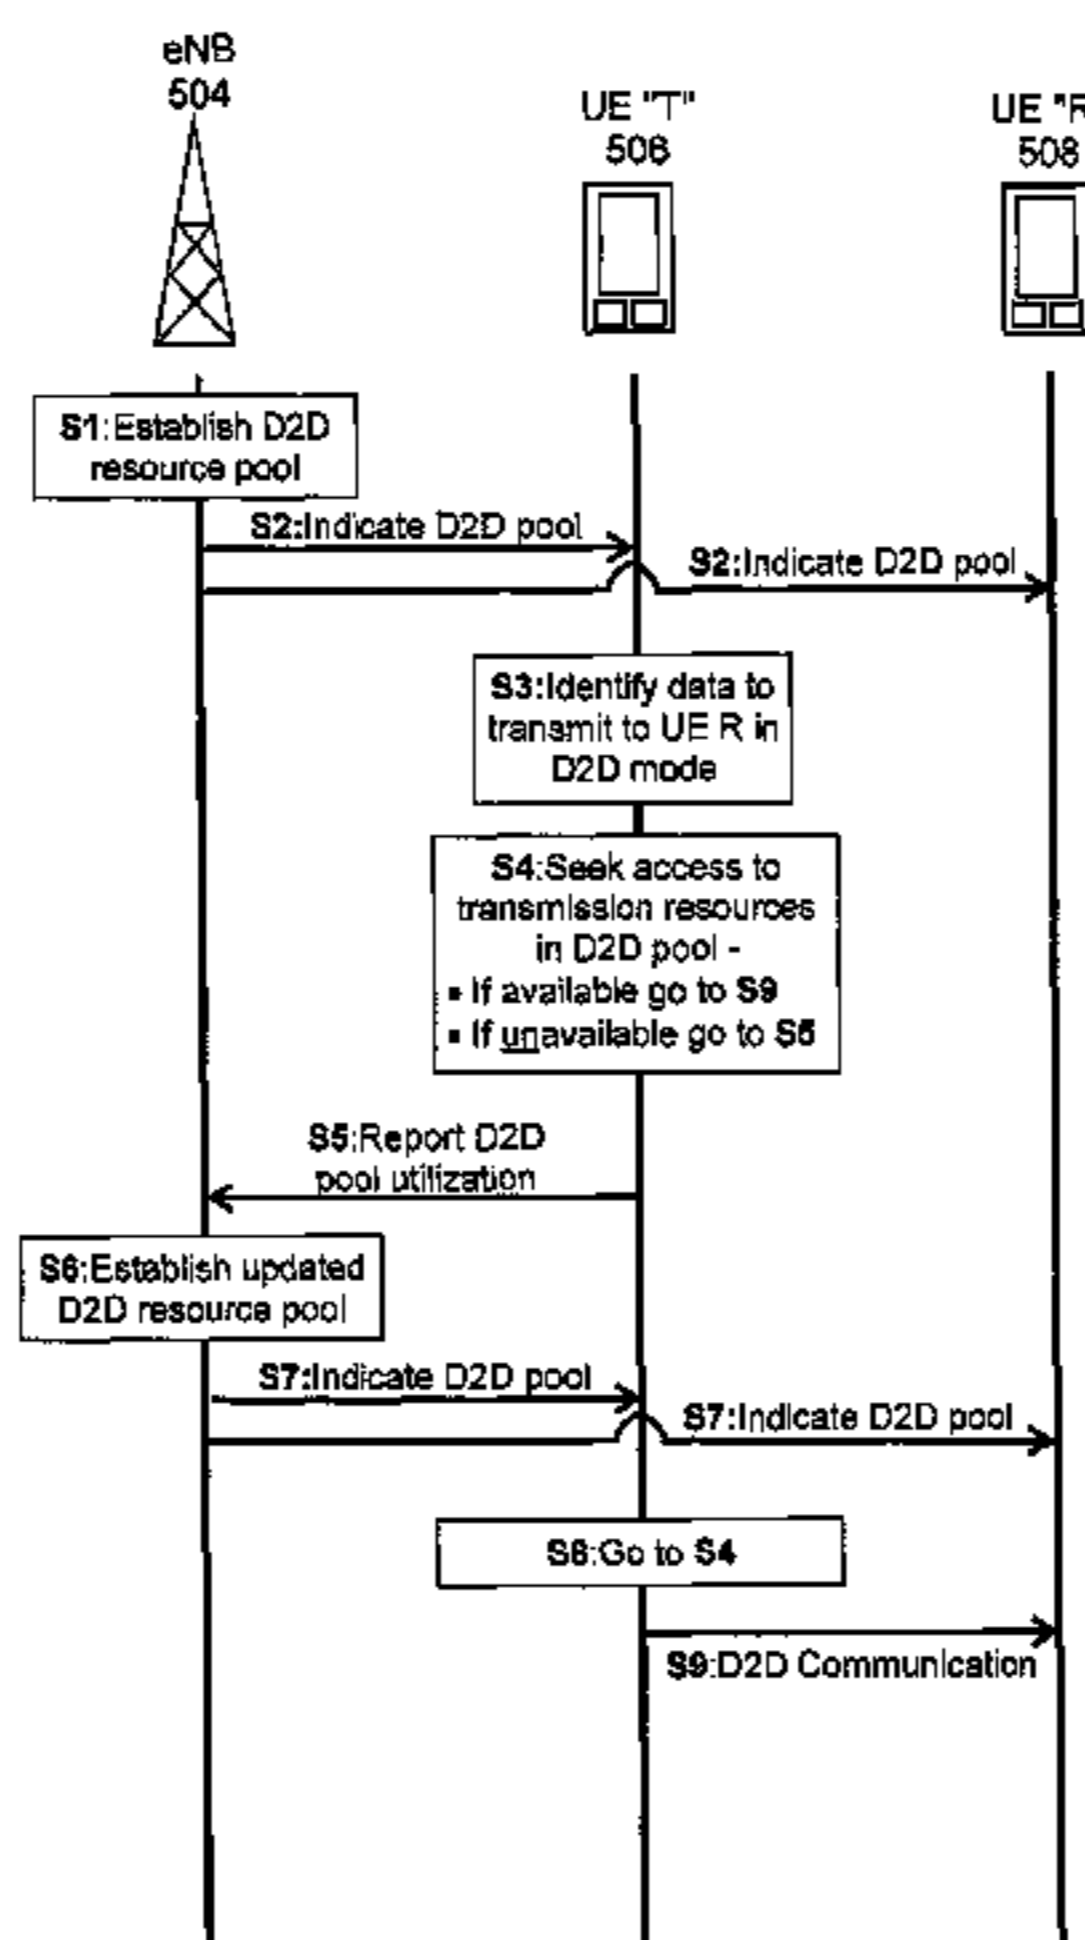 eNB
504
UE "T"
506
UE "R
508
S1:Establish D2D
resource pool
S2:Indicate D2D pool
S2:Indicate D2D pool
S3:Identify data to
transmit to UE R in
D2D mode
S4:Seek access to
transmission resources
in D2D pool -
▪ If available go to S9
▪ If unavailable go to S5
S5:Report D2D
pool utilization
S6:Establish updated
D2D resource pool
S7:Indicate D2D pool
S7:Indicate D2D pool
S8:Go to S4
S9:D2D Communication